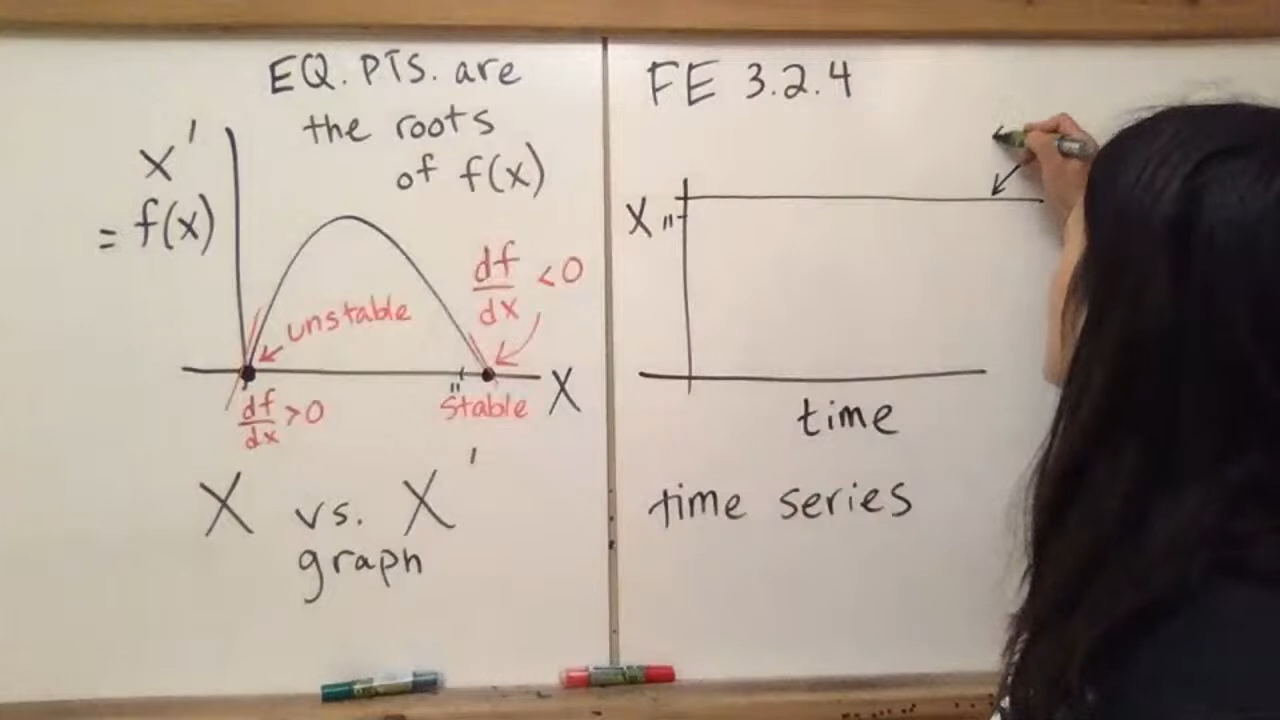 EQ. PTS. are
the roots
of f(x)
x'
= f(x)
unstable
df/dx < 0
df/dx > 0
stable
X
X vs. X'
graph
FE 3.2.4
X
time
time series